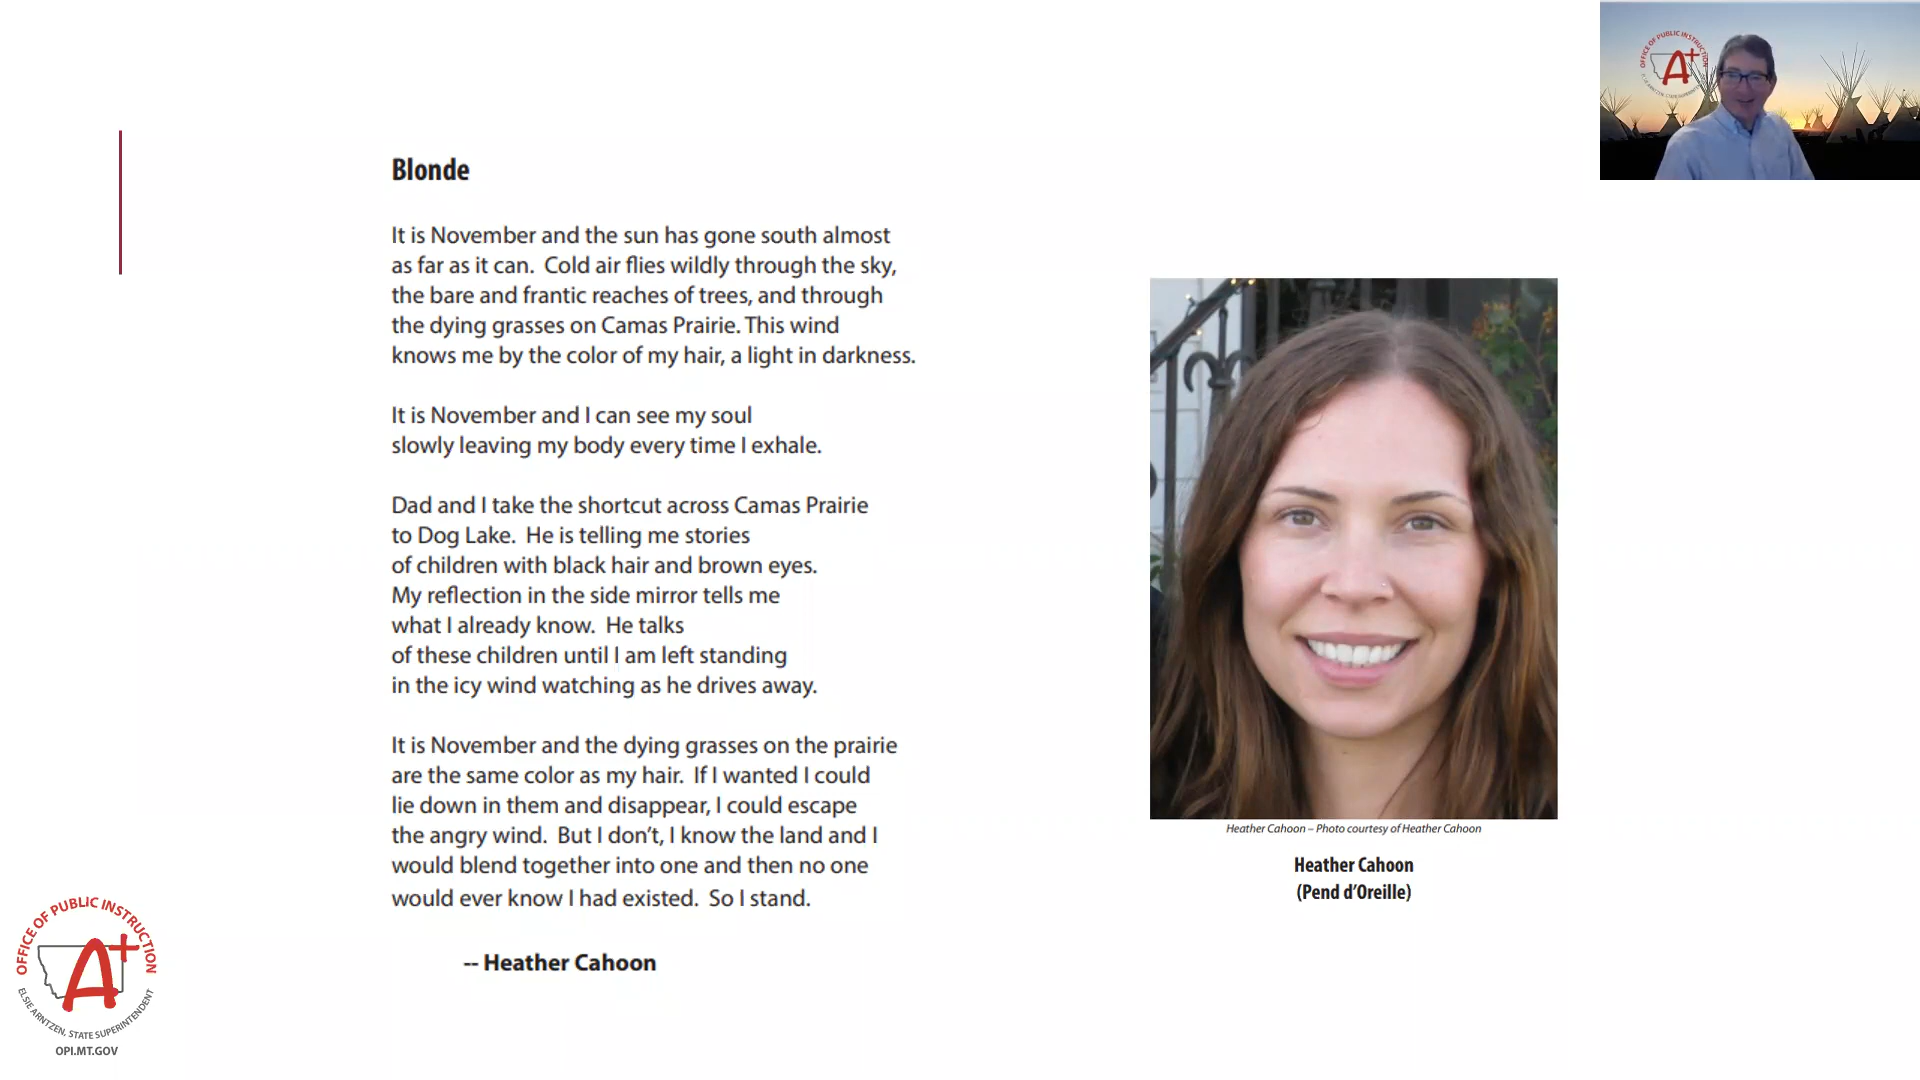 Blonde
It is November and the sun has gone south almost
as far as it can. Cold air flies wildly through the sky,
the bare and frantic reaches of trees, and through
the dying grasses on Camas Prairie. This wind
knows me by the color of my hair, a light in darkness.
It is November and I can see my soul
slowly leaving my body every time I exhale.
Dad and I take the shortcut across Camas Prairie
to Dog Lake. He is telling me stories
of children with black hair and brown eyes.
My reflection in the side mirror tells me
what I already know. He talks
of these children until I am left standing
in the icy wind watching as he drives away.
It is November and the dying grasses on the prairie
are the same color as my hair. If I wanted I could
lie down in them and disappear, I could escape
the angry wind. But I don't, I know the land and I
would blend together into one and then no one
would ever know I had existed. So I stand.
-- Heather Cahoon
Heather Cahoon – Photo courtesy of Heather Cahoon
Heather Cahoon
(Pend d'Oreille)
OFFICE OF PUBLIC INSTRUCTION
A+
ELSIE ARNTZEN, STATE SUPERINTENDENT
OPI.MT.GOV
OFFICE OF PUBLIC INSTRUCTION
A+